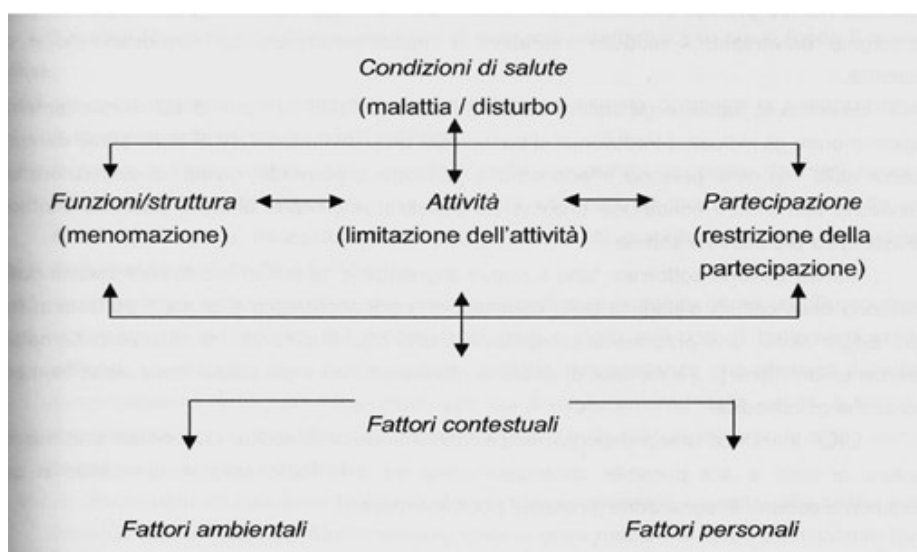 Condizioni di salute
(malattia / disturbo)
Funzioni/struttura
(menomazione)
Attività
(limitazione dell'attività)
Partecipazione
(restrizione della
partecipazione)
Fattori contestuali
Fattori ambientali
Fattori personali